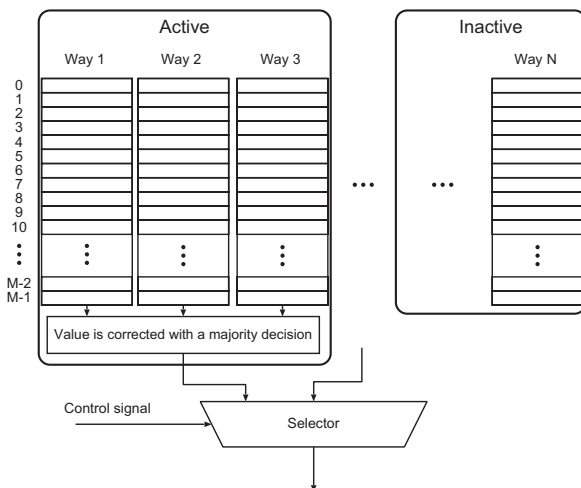 Active
Inactive
Way 1
Way 2
Way 3
Way N
0
1
2
3
4
5
6
7
8
9
10
M-2
M-1
Value is corrected with a majority decision
Control signal
Selector